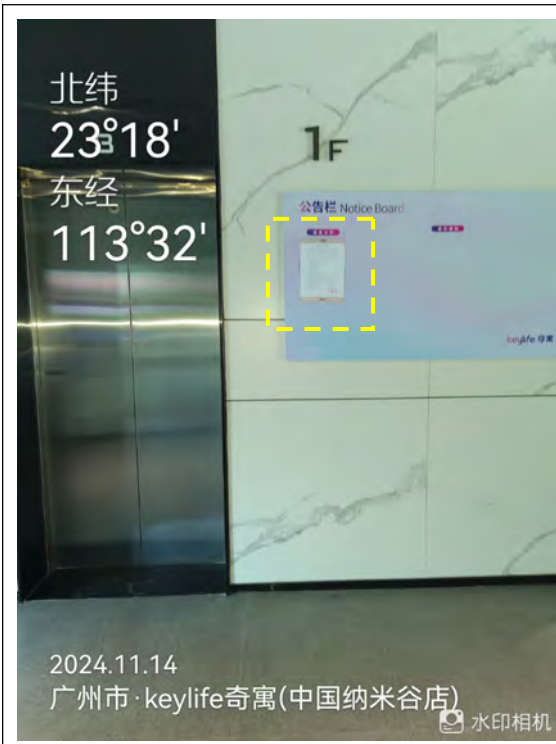 北纬
23°18'
东经
113°32'
1F
公告栏 Notice Board
keylife 奇寓
2024.11.14
广州市·keylife奇寓(中国纳米谷店)
水印相机